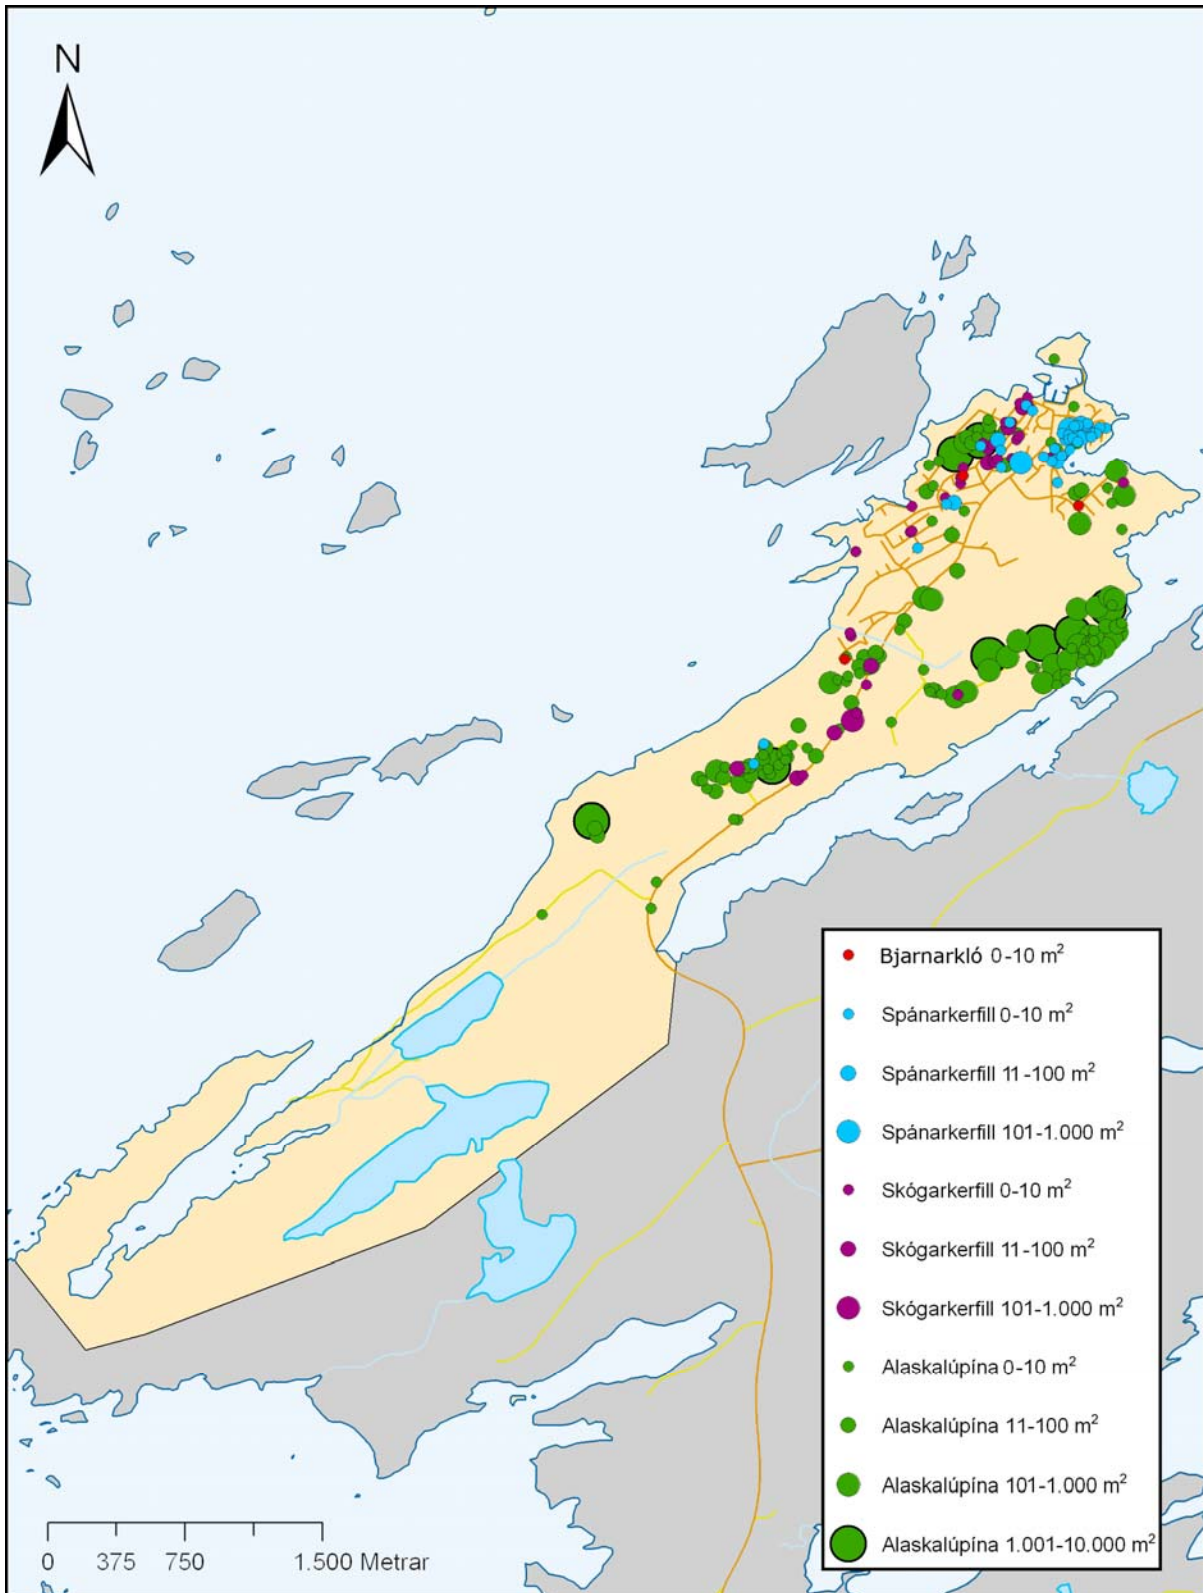 N
Bjarnarkló 0-10 m²
Spánarkerfill 0-10 m²
Spánarkerfill 11-100 m²
Spánarkerfill 101-1.000 m²
Skógarkerfill 0-10 m²
Skógarkerfill 11-100 m²
Skógarkerfill 101-1.000 m²
Alaskalúpína 0-10 m²
Alaskalúpína 11-100 m²
Alaskalúpína 101-1.000 m²
Alaskalúpína 1.001-10.000 m²
0 375 750 1.500 Metrar